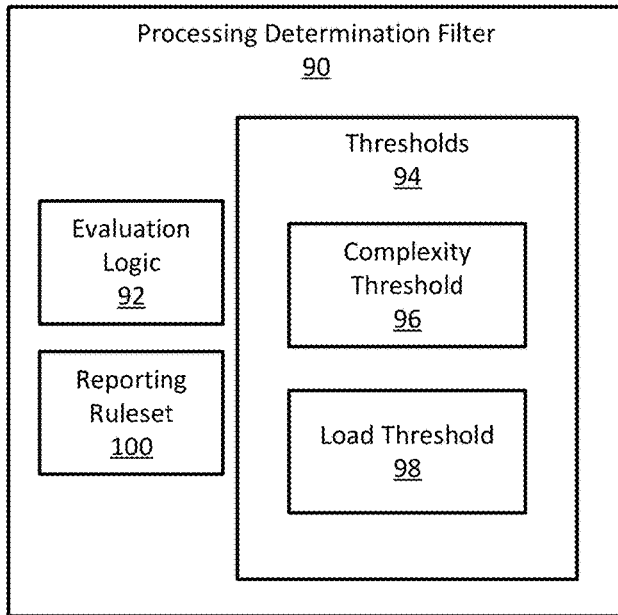 Processing Determination Filter
90
Evaluation
Logic
92
Reporting
Ruleset
100
Thresholds
94
Complexity
Threshold
96
Load Threshold
98